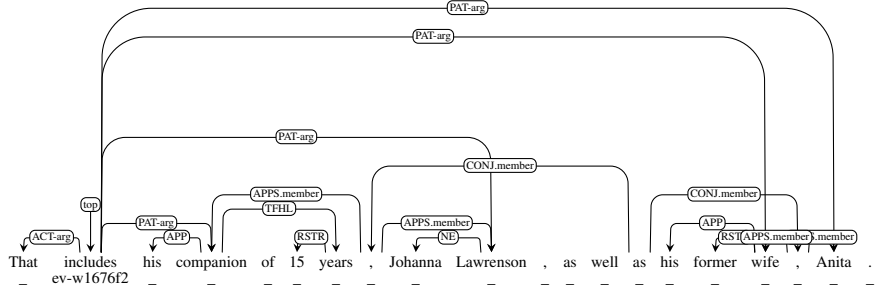 PAT-arg
PAT-arg
PAT-arg
CONJ.member
top APPS.member CONJ.member
TFHL
PAT-arg APPS.member APP
ACT-arg APP RSTR NE APPS.member
That includes his companion of 15 years , Johanna Lawrenson , as well as his former wife , Anita .
ev-w1676f2
_ _ _ _ _ _ _ _ _ _ _ _ _ _ _ _ _ _ _ _